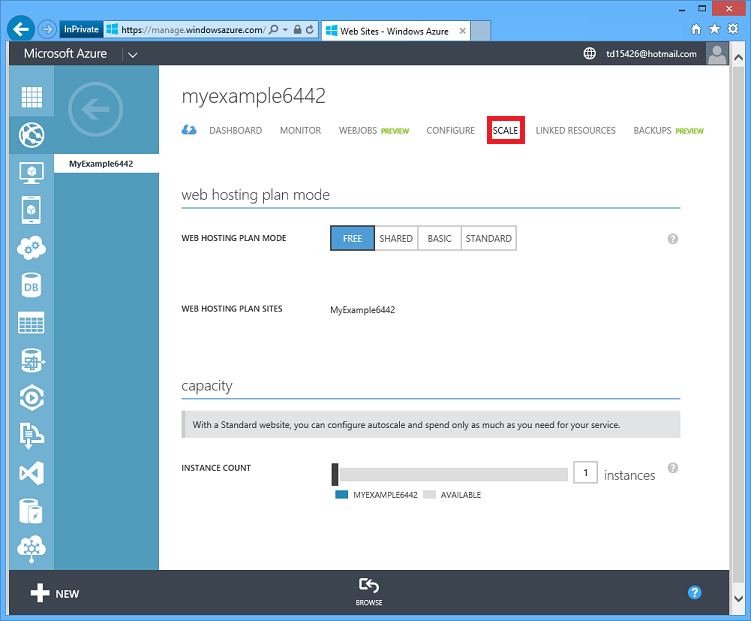 InPrivate https://manage.windowsazure.com/ Web Sites - Windows Azure
Microsoft Azure td15426@hotmail.com
MyExample6442
myexample6442
DASHBOARD MONITOR WEBJOBS PREVIEW CONFIGURE SCALE LINKED RESOURCES BACKUPS PREVIEW
web hosting plan mode
WEB HOSTING PLAN MODE FREE SHARED BASIC STANDARD ?
WEB HOSTING PLAN SITES MyExample6442
capacity
With a Standard website, you can configure autoscale and spend only as much as you need for your service.
INSTANCE COUNT 1 instances ?
MYEXAMPLE6442 AVAILABLE
DB
NEW BROWSE ?